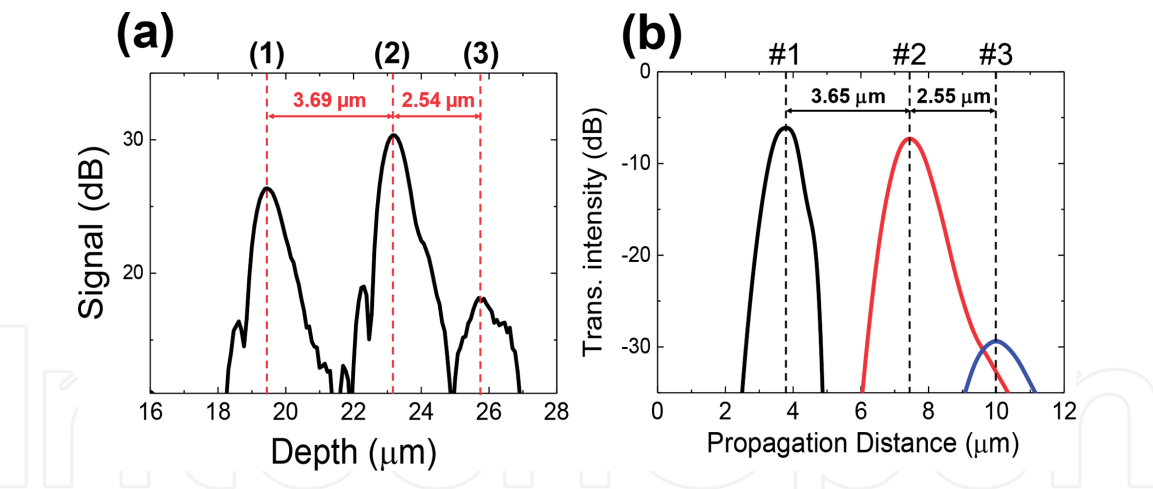 (a)
(1) (2) (3)
3.69 µm 2.54 µm
30
20
Signal (dB)
16 18 20 22 24 26 28
Depth (µm)
(b)
#1 #2 #3
3.65 µm 2.55 µm
0
-10
-20
-30
Trans. intensity (dB)
0 2 4 6 8 10 12
Propagation Distance (µm)